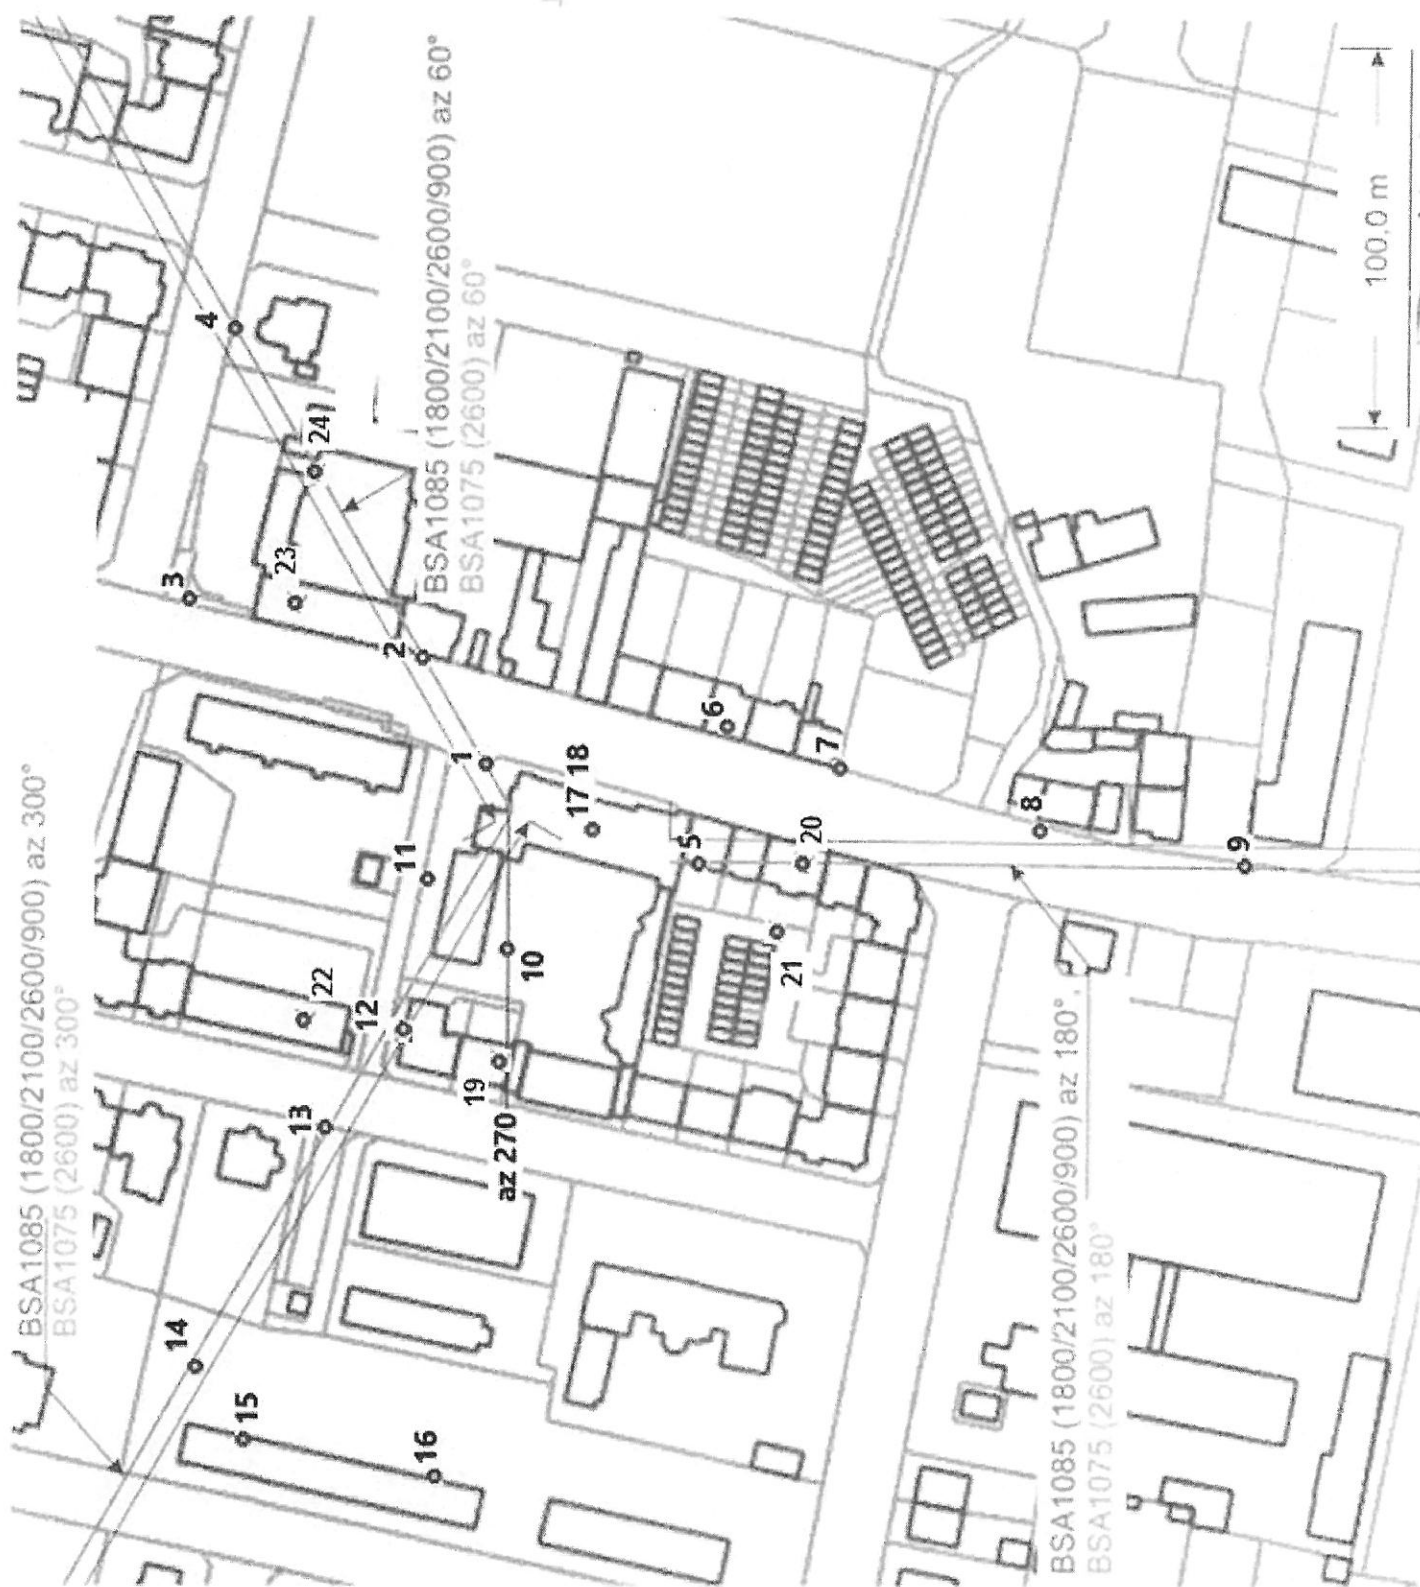 BSA1085 (1800/2100/2600/900) az 300°
BSA1075 (2600) az 300°
BSA1085 (1800/2100/2600/900) az 60°
BSA1075 (2600) az 60°
4
24
3
23
2
1
6
7
17 18
11
5
20
8
9
10
21
22
12
19
13
az 270
14
15
16
100,0 m
BSA1085 (1800/2100/2600/900) az 180°,
BSA1075 (2600) az 180°